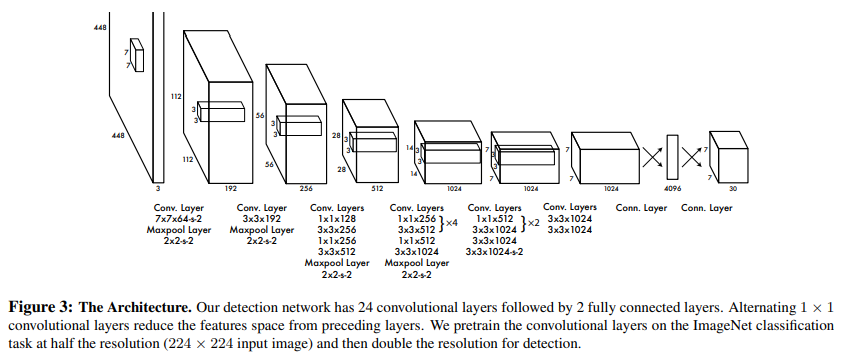 448
448
7
7
3
112
112
3
3
192
56
56
3
3
256
28
28
3
3
512
14
14
3
3
1024
7
7
3
3
1024
7
7
1024
4096
7
7
30
Conv. Layer
7x7x64-s-2
Maxpool Layer
2x2-s-2
Conv. Layer
3x3x192
Maxpool Layer
2x2-s-2
Conv. Layers
1x1x128
3x3x256
1x1x256
3x3x512
Maxpool Layer
2x2-s-2
Conv. Layers
1x1x256
3x3x512 }×4
1x1x512
3x3x1024
Maxpool Layer
2x2-s-2
Conv. Layers
1x1x512
3x3x1024 }×2
3x3x1024
3x3x1024-s-2
Conv. Layers
3x3x1024
3x3x1024
Conn. Layer
Conn. Layer
Figure 3: The Architecture. Our detection network has 24 convolutional layers followed by 2 fully connected layers. Alternating 1 × 1
convolutional layers reduce the features space from preceding layers. We pretrain the convolutional layers on the ImageNet classification
task at half the resolution (224 × 224 input image) and then double the resolution for detection.